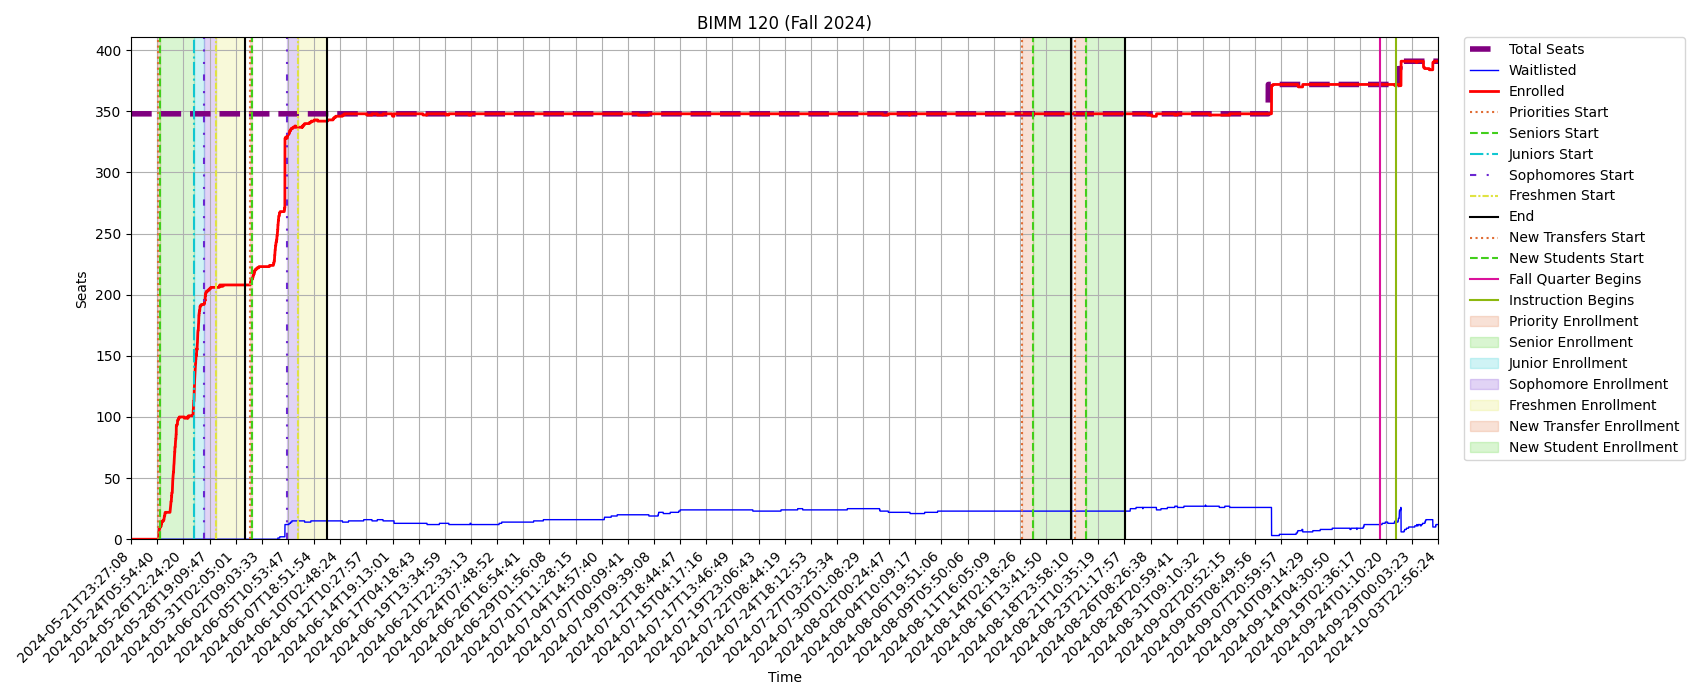 BIMM 120 (Fall 2024)
Seats
400
350
300
250
200
150
100
50
0
2024-05-21T23:27:08
2024-05-24T05:54:40
2024-05-26T12:24:20
2024-05-28T19:09:47
2024-05-31T02:05:01
2024-06-02T09:03:33
2024-06-05T10:53:47
2024-06-07T18:51:54
2024-06-10T02:48:24
2024-06-12T10:27:57
2024-06-14T19:13:01
2024-06-17T04:18:43
2024-06-19T13:34:59
2024-06-21T22:33:13
2024-06-24T07:48:52
2024-06-26T16:54:41
2024-06-29T01:56:08
2024-07-01T11:28:15
2024-07-04T14:57:40
2024-07-07T00:09:41
2024-07-09T09:39:08
2024-07-12T18:44:47
2024-07-15T04:17:16
2024-07-17T13:46:49
2024-07-19T23:06:43
2024-07-22T08:44:19
2024-07-24T18:12:53
2024-07-27T03:25:34
2024-07-30T01:08:29
2024-08-02T00:24:47
2024-08-04T10:09:17
2024-08-06T19:51:06
2024-08-09T05:50:06
2024-08-11T16:05:09
2024-08-14T02:18:26
2024-08-16T13:41:50
2024-08-18T23:58:10
2024-08-21T10:35:19
2024-08-23T21:17:57
2024-08-26T08:26:38
2024-08-28T20:59:41
2024-08-31T09:10:32
2024-09-02T20:52:15
2024-09-05T08:49:56
2024-09-07T20:59:57
2024-09-10T09:14:29
2024-09-14T04:30:50
2024-09-19T02:36:17
2024-09-24T01:10:20
2024-09-29T00:03:23
2024-10-03T22:56:24
Time
Total Seats
Waitlisted
Enrolled
Priorities Start
Seniors Start
Juniors Start
Sophomores Start
Freshmen Start
End
New Transfers Start
New Students Start
Fall Quarter Begins
Instruction Begins
Priority Enrollment
Senior Enrollment
Junior Enrollment
Sophomore Enrollment
Freshmen Enrollment
New Transfer Enrollment
New Student Enrollment